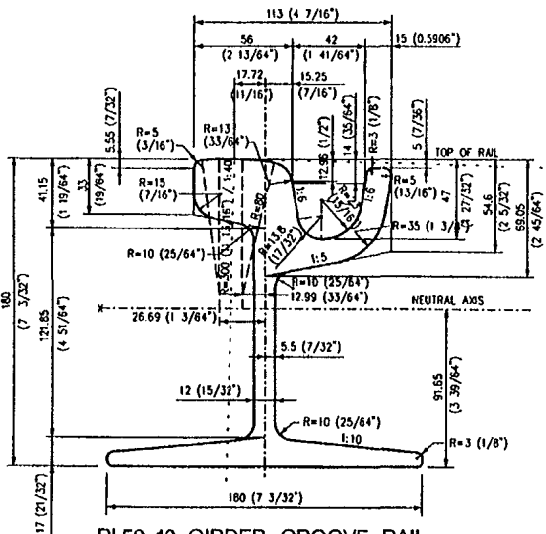 113 (4 7/16")
56
(2 13/64")
42
(1 41/64")
15 (0.5906")
17.72
(11/16")
15.25
(7/16")
5.55 (7/32")
R=5
(3/16")
R=13
(33/64")
12.96 (1/2")
14 (35/64")
R=3 (1/8")
5 (7/36")
TOP OF RAIL
41.15
(1 19/64")
33
(19/64")
R=15
(7/16")
1:40
R=80
1:6
1:6
R=5
(13/16")
47
54.6
(2 5/32")
69.05
(2 45/64")
R=10 (25/64")
R=13.8
(17/32")
1:5
R=10 (25/64")
12.99 (33/64")
NEUTRAL AXIS
26.69 (1 3/64")
180
(7 3/32")
121.85
(4 51/64")
5.5 (7/32")
12 (15/32")
91.65
(3 39/64")
R=10 (25/64")
1:10
R=3 (1/8")
180 (7 3/32")
17 (21/32")